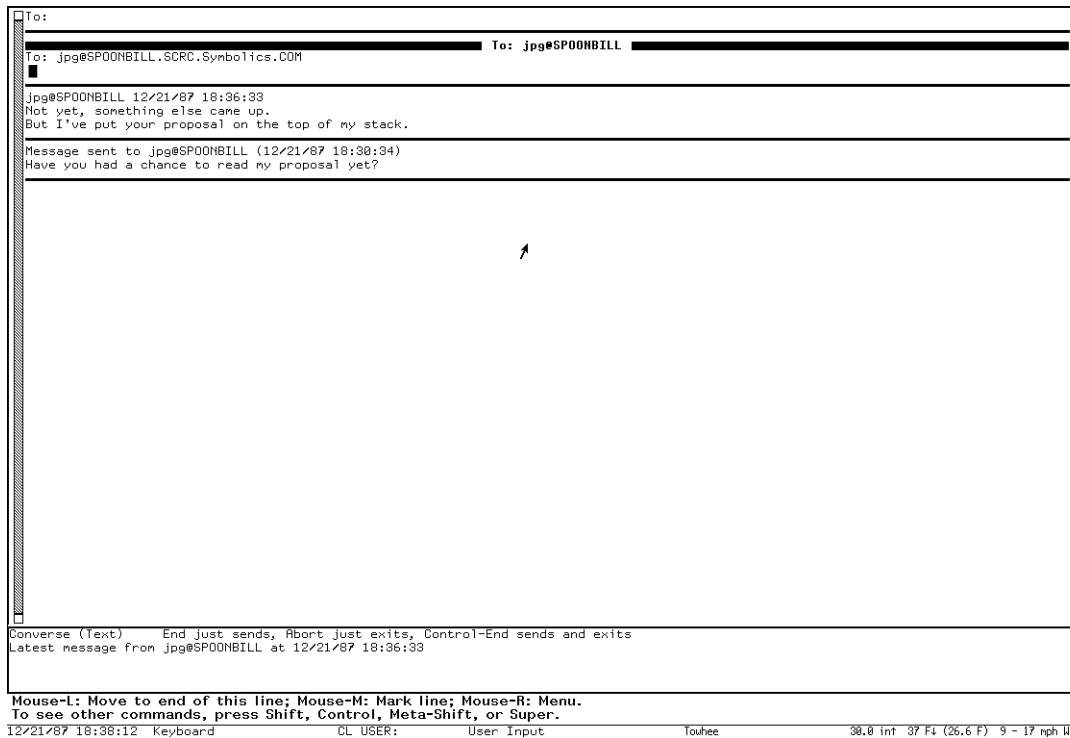 To:
To: jpg@SPOONBILL
To: jpg@SPOONBILL.SCRC.Symbolics.COM
jpg@SPOONBILL 12/21/87 18:36:33
Not yet, something else came up.
But I've put your proposal on the top of my stack.
Message sent to jpg@SPOONBILL (12/21/87 18:30:34)
Have you had a chance to read my proposal yet?
Converse (Text) End just sends, Abort just exits, Control-End sends and exits
Latest message from jpg@SPOONBILL at 12/21/87 18:36:33
Mouse-L: Move to end of this line; Mouse-M: Mark line; Mouse-R: Menu.
To see other commands, press Shift, Control, Meta-Shift, or Super.
12/21/87 18:38:12 Keyboard CL USER: User Input Towhee 30.0 int 37 F↓ (26.6 F) 9 - 17 mph W